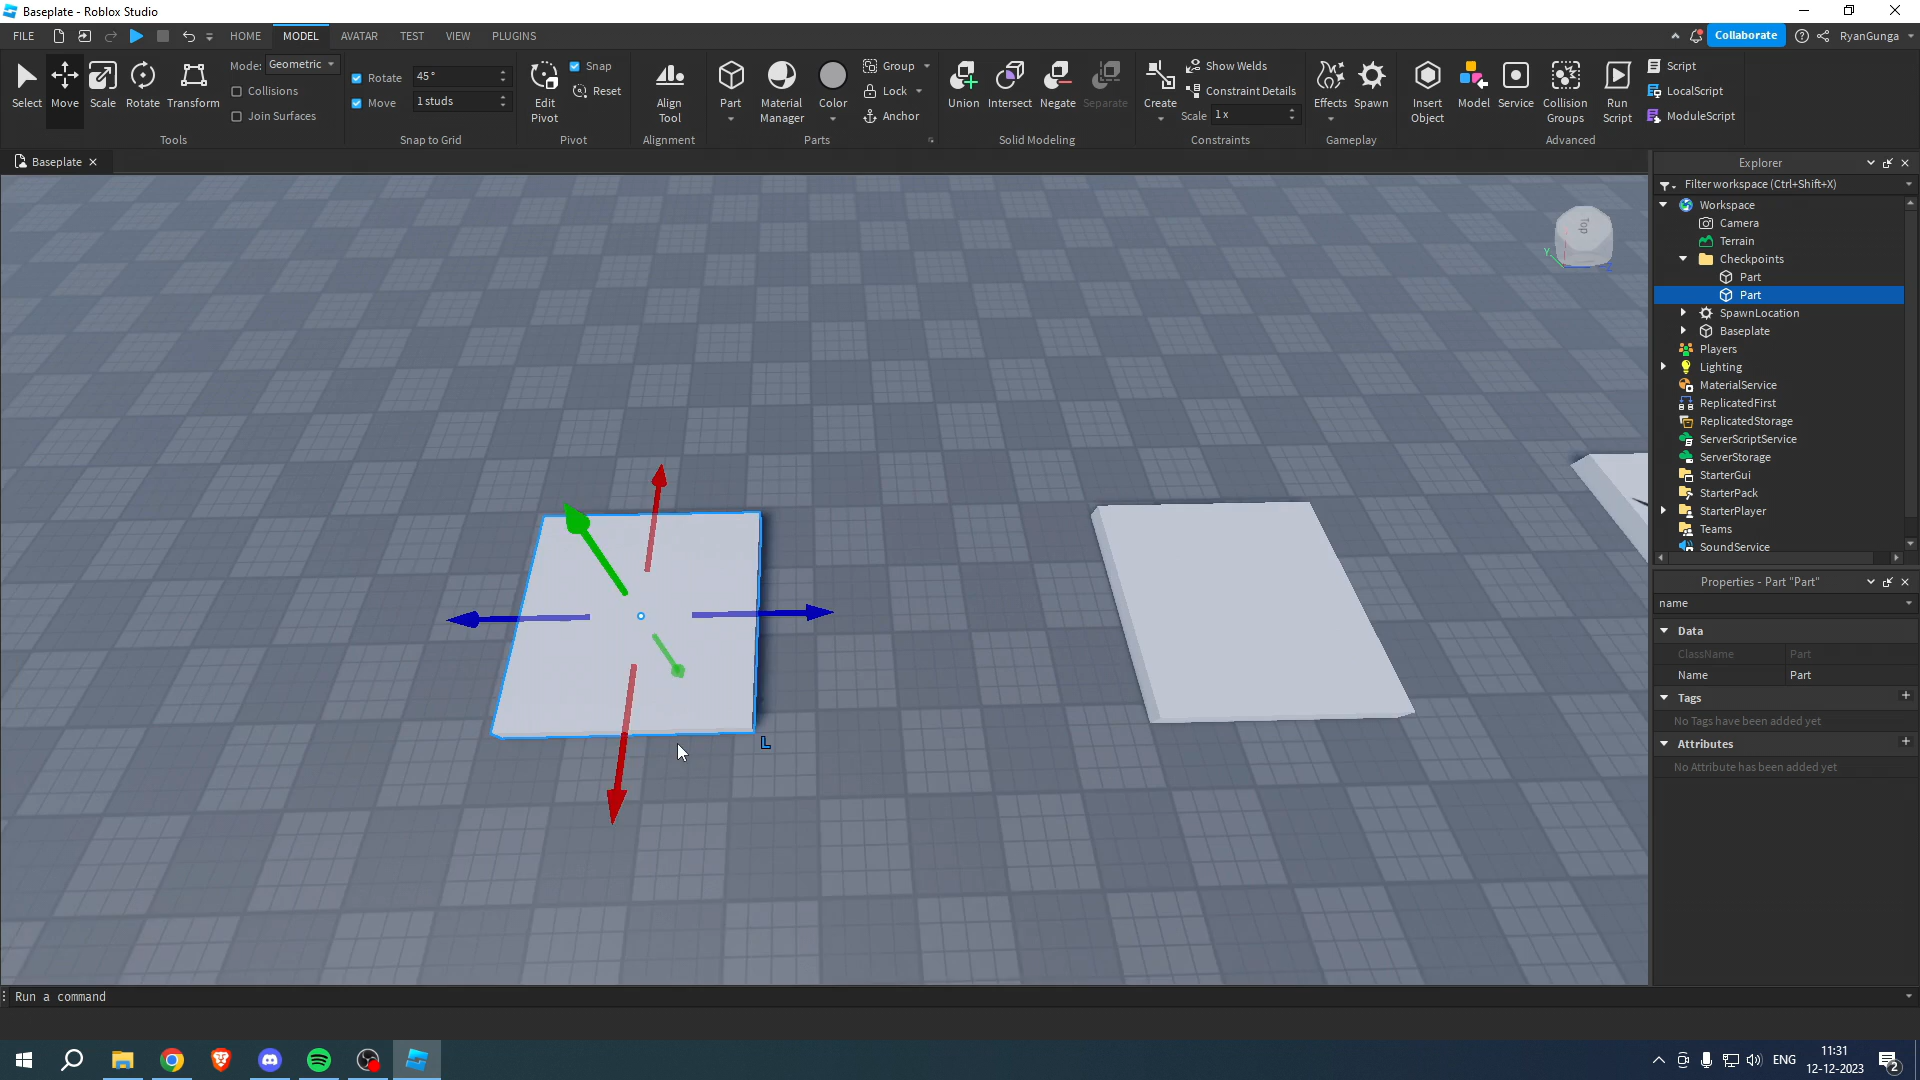 Baseplate - Roblox Studio
FILE HOME MODEL AVATAR TEST VIEW PLUGINS Collaborate RyanGunga
Select Move Scale Rotate Transform
Mode: Geometric
Collisions
Join Surfaces
Tools
Rotate 45°
Move 1 studs
Snap to Grid
Edit Pivot
Snap
Reset
Pivot
Align Tool
Alignment
Part
Material Manager
Color
Group
Lock
Anchor
Parts
Union Intersect Negate Separate
Solid Modeling
Create
Show Welds
Constraint Details
Scale 1 x
Constraints
Effects Spawn
Gameplay
Insert Object
Model
Service
Collision Groups
Run Script
Script
LocalScript
ModuleScript
Advanced
Baseplate
Top
Y
L
Explorer
Filter workspace (Ctrl+Shift+X)
Workspace
Camera
Terrain
Checkpoints
Part
Part
SpawnLocation
Baseplate
Players
Lighting
MaterialService
ReplicatedFirst
ReplicatedStorage
ServerScriptService
ServerStorage
StarterGui
StarterPack
StarterPlayer
Teams
SoundService
Properties - Part "Part"
name
Data
ClassName Part
Name Part
Tags
No Tags have been added yet
Attributes
No Attribute has been added yet
Run a command
ENG
11:31
12-12-2023
2